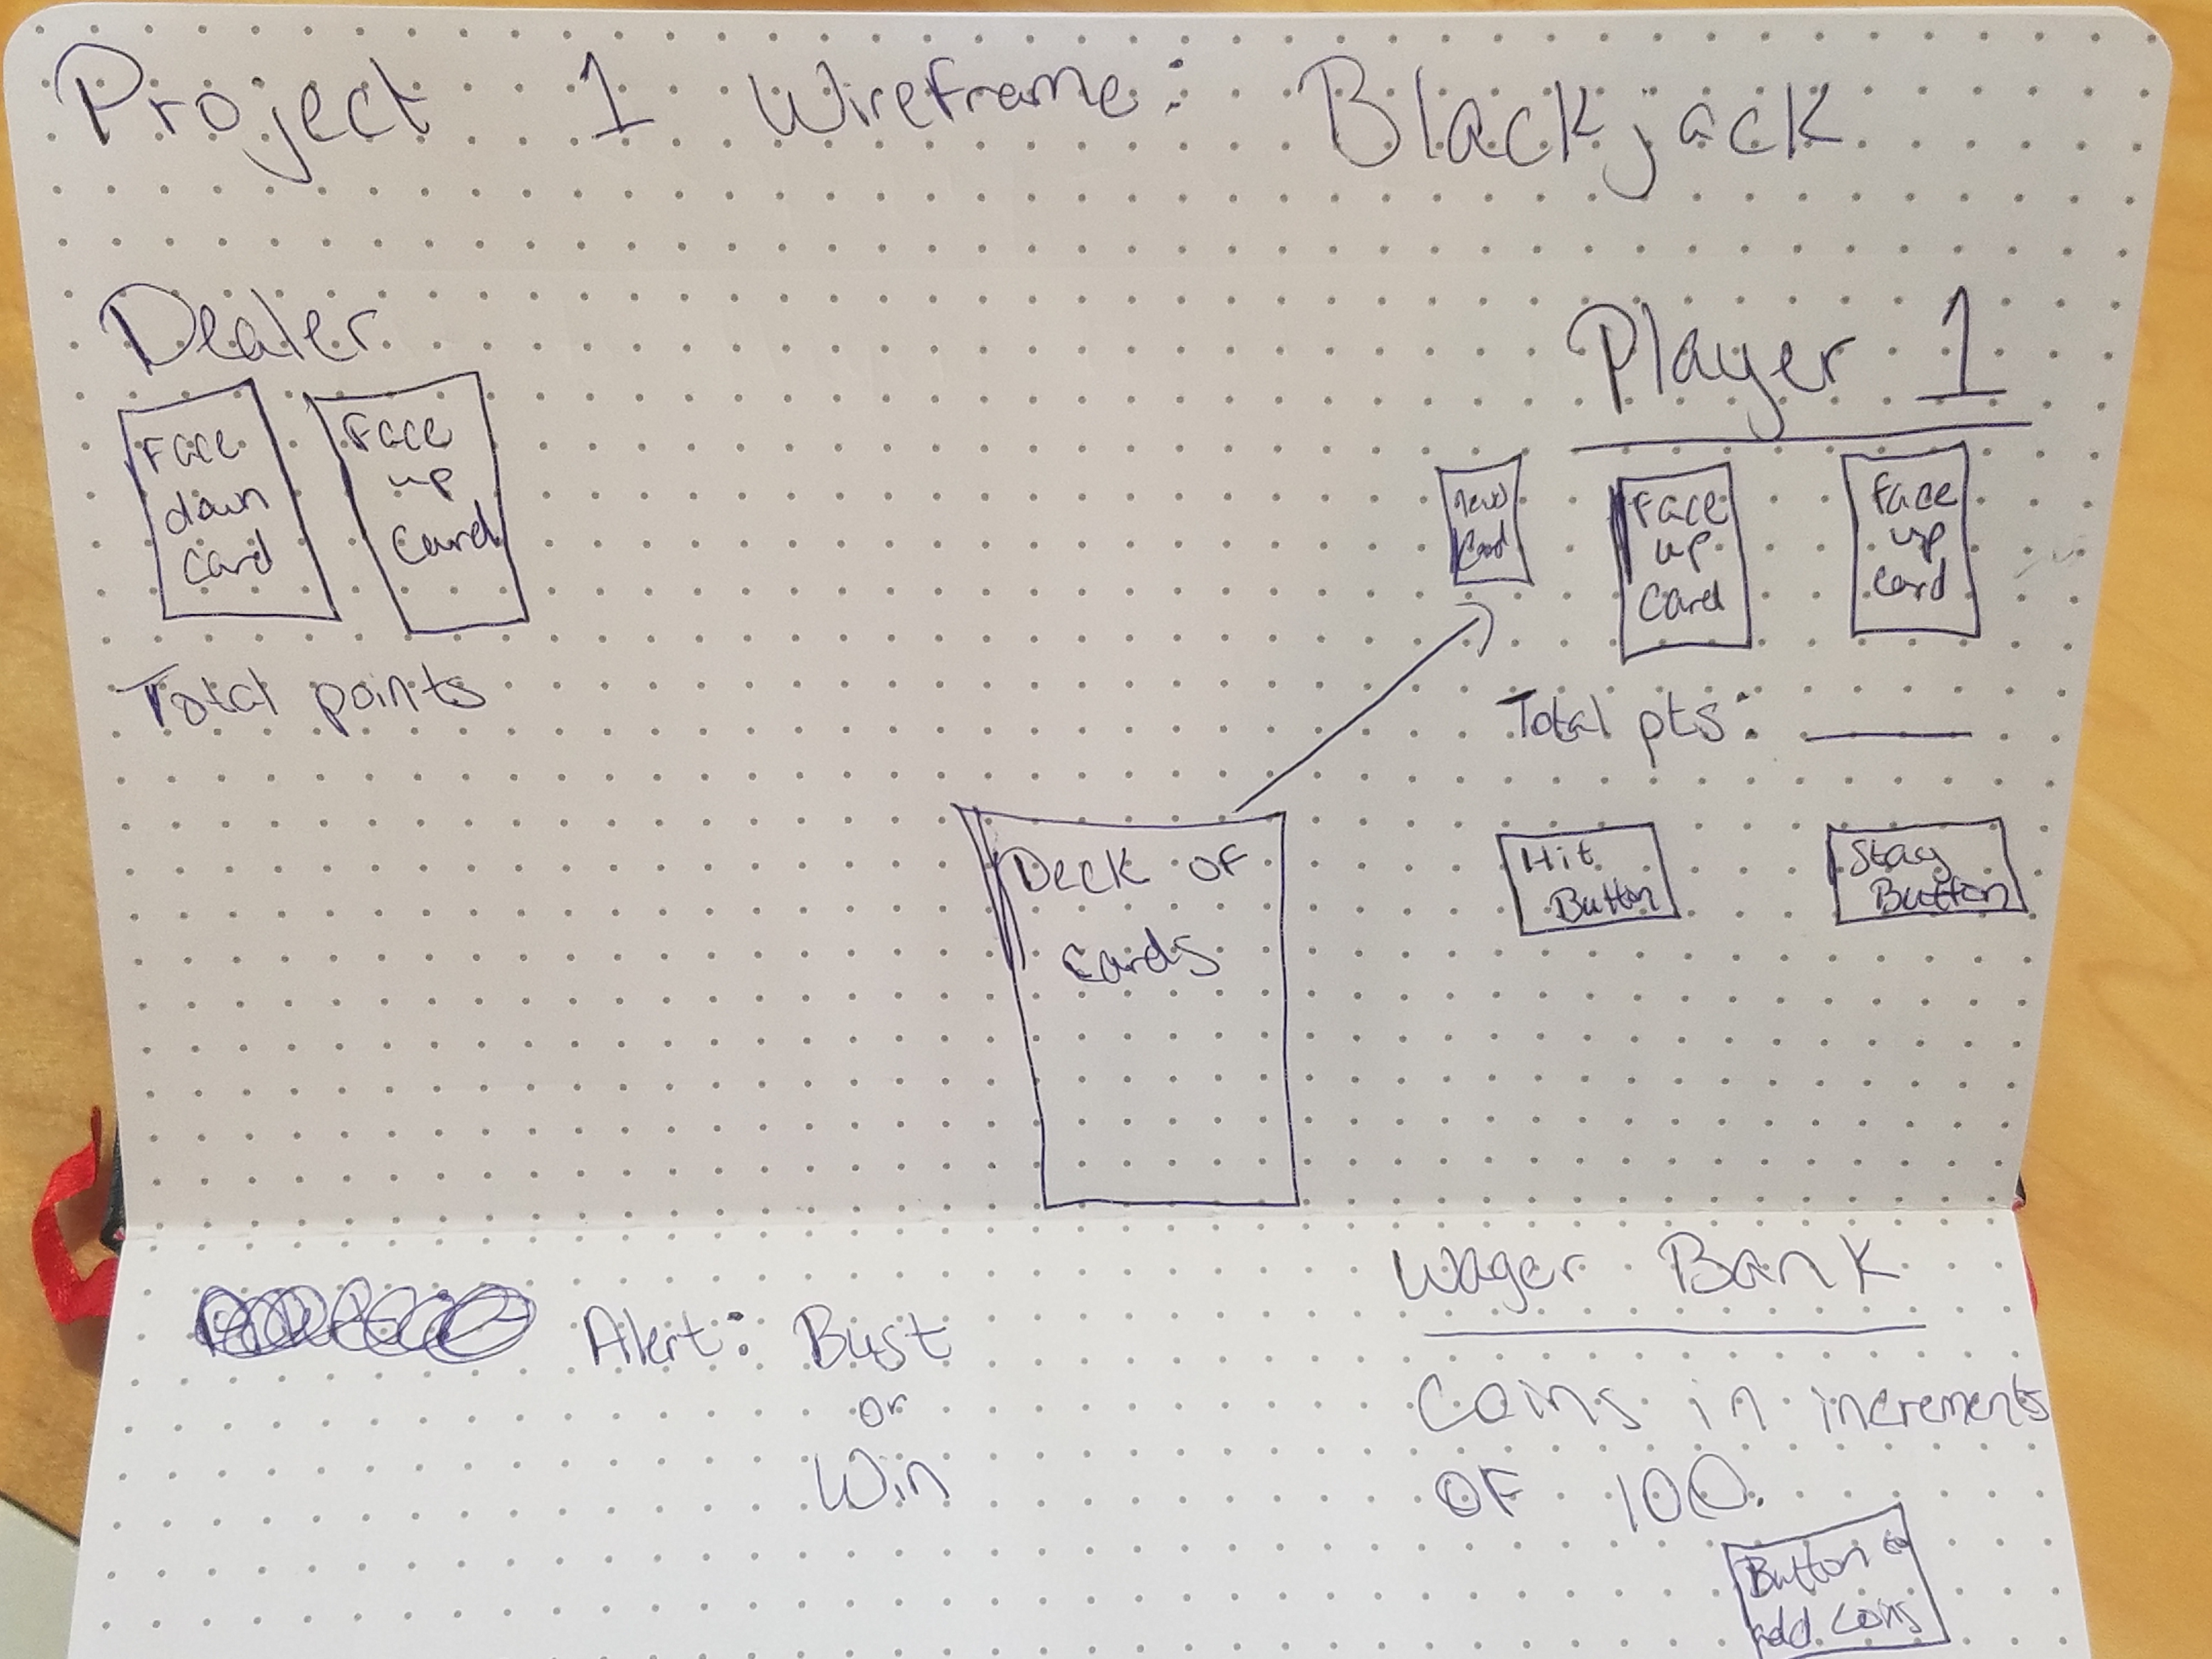 Project 1 Wireframe: Blackjack
Dealer
Face
down
Card
Face
up
Card
Total points
Player 1
New
Card
Face
up
Card
Face
up
Card
Total pts:
Hit
Button
Stay
Button
Deck of
cards
Alert: Bust
or
Win
Wager Bank
Coins in increments
of 100.
Button to
add coins